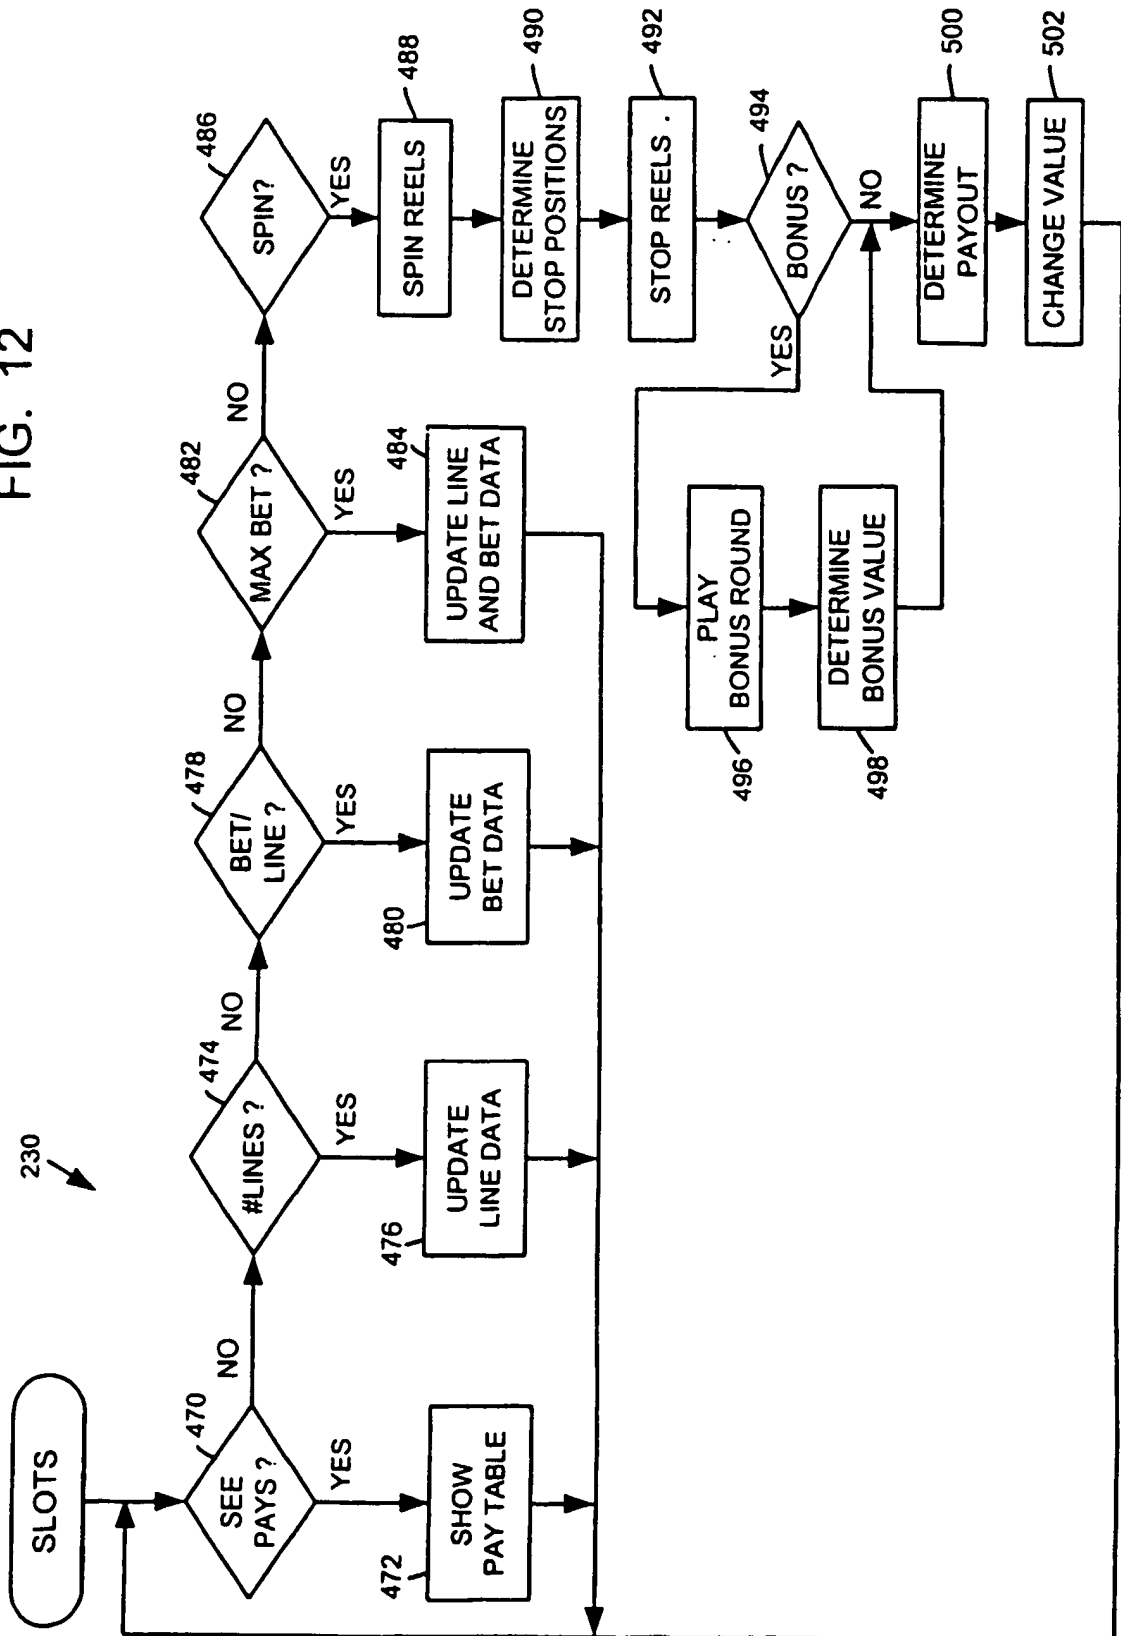 FIG. 12
230
SLOTS
470
SEE
PAYS ?
NO
YES
472
SHOW
PAY TABLE
474
#LINES ?
NO
YES
476
UPDATE
LINE DATA
478
BET/
LINE ?
NO
YES
480
UPDATE
BET DATA
482
MAX BET ?
NO
YES
484
UPDATE LINE
AND BET DATA
486
SPIN?
YES
488
SPIN REELS
490
DETERMINE
STOP POSITIONS
492
STOP REELS .
494
BONUS ?
YES
NO
496
PLAY
BONUS ROUND
498
DETERMINE
BONUS VALUE
500
DETERMINE
PAYOUT
502
CHANGE VALUE